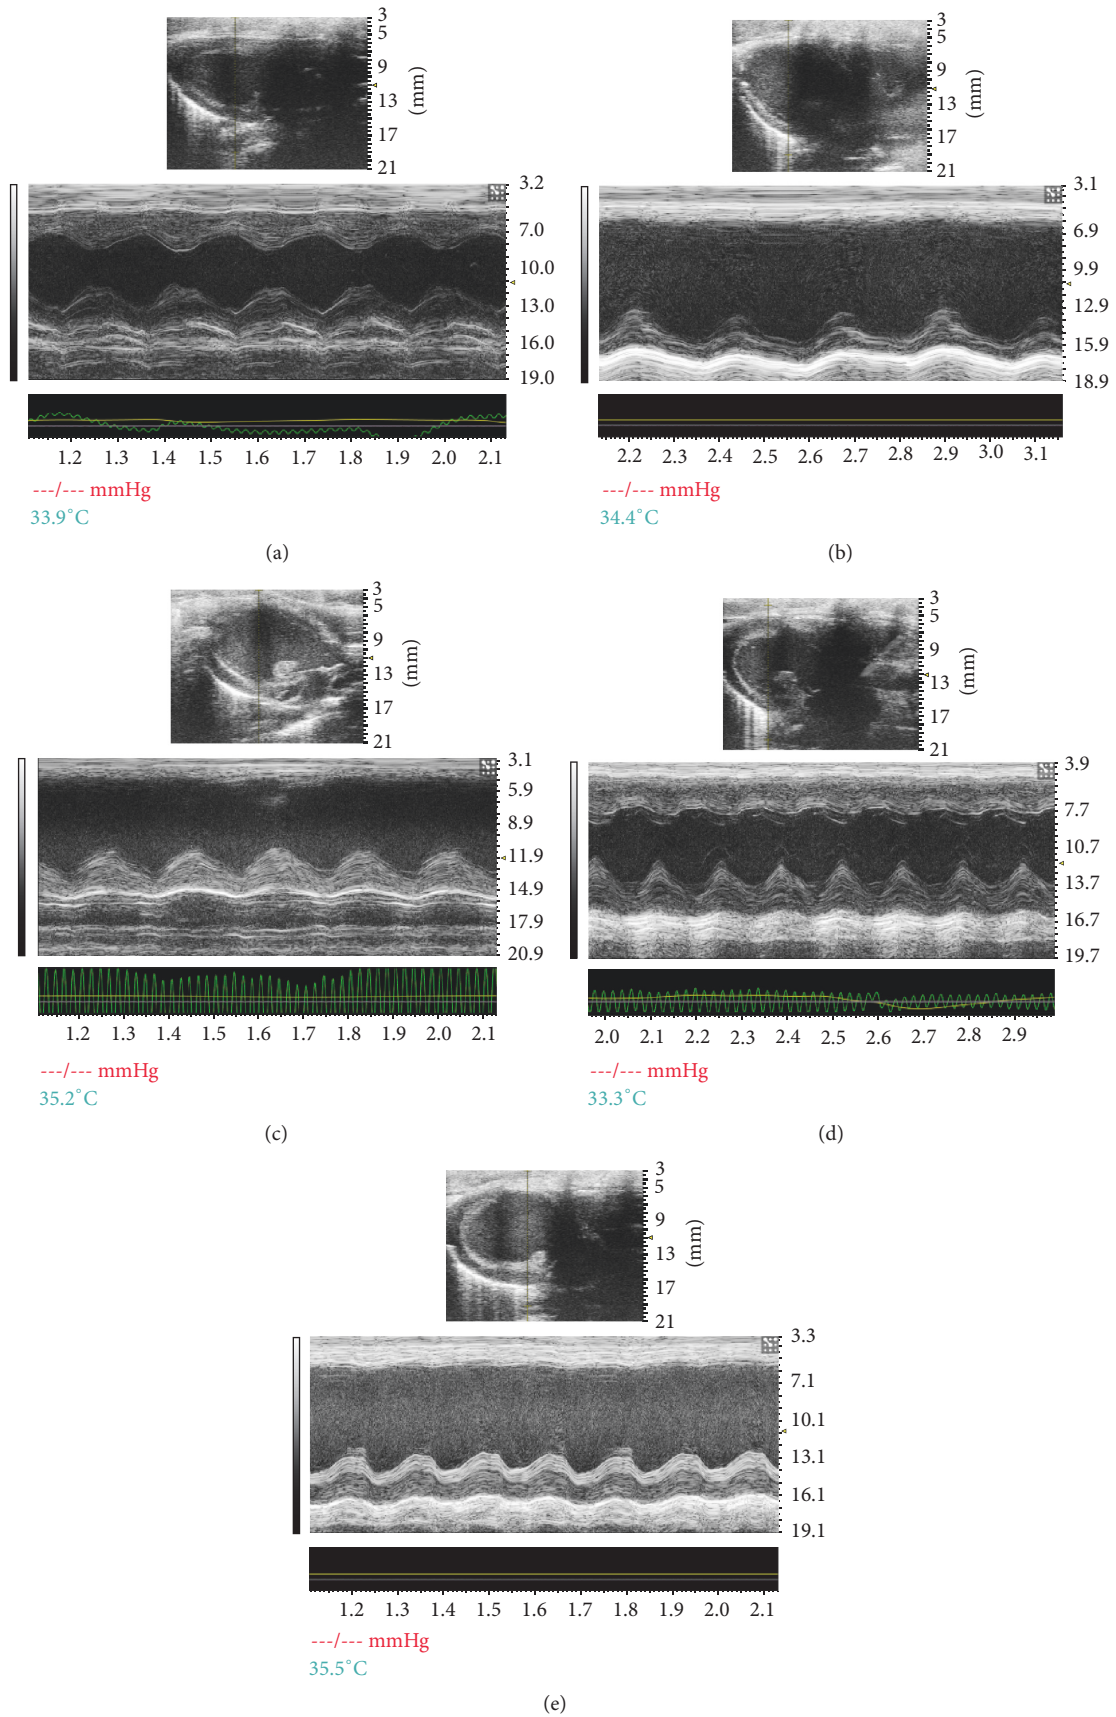 3
5
9
13
17
21
(mm)
3.2
7.0
10.0
13.0
16.0
19.0
1.2 1.3 1.4 1.5 1.6 1.7 1.8 1.9 2.0 2.1
---/--- mmHg
33.9°C
(a)
3
5
9
13
17
21
(mm)
3.1
6.9
9.9
12.9
15.9
18.9
2.2 2.3 2.4 2.5 2.6 2.7 2.8 2.9 3.0 3.1
---/--- mmHg
34.4°C
(b)
3
5
9
13
17
21
(mm)
3.1
5.9
8.9
11.9
14.9
17.9
20.9
1.2 1.3 1.4 1.5 1.6 1.7 1.8 1.9 2.0 2.1
---/--- mmHg
35.2°C
(c)
3
5
9
13
17
21
(mm)
3.9
7.7
10.7
13.7
16.7
19.7
2.0 2.1 2.2 2.3 2.4 2.5 2.6 2.7 2.8 2.9
---/--- mmHg
33.3°C
(d)
3
5
9
13
17
21
(mm)
3.3
7.1
10.1
13.1
16.1
19.1
1.2 1.3 1.4 1.5 1.6 1.7 1.8 1.9 2.0 2.1
---/--- mmHg
35.5°C
(e)